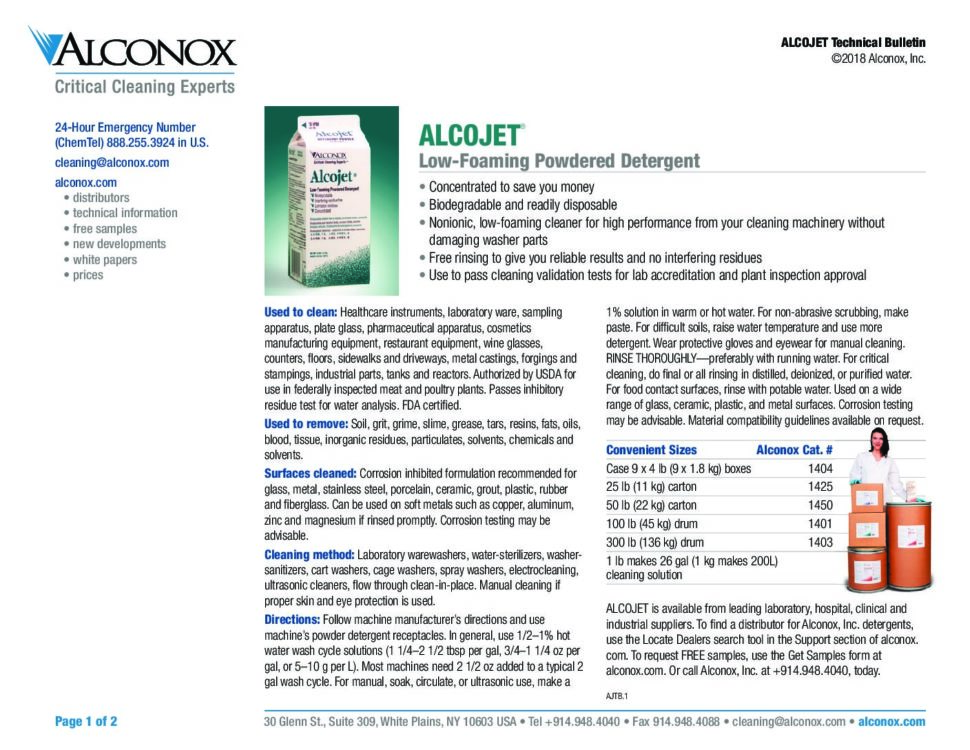 ALCONOX
Critical Cleaning Experts
ALCOJET Technical Bulletin
©2018 Alconox, Inc.
24-Hour Emergency Number
(ChemTel) 888.255.3924 in U.S.
cleaning@alconox.com
alconox.com
• distributors
• technical information
• free samples
• new developments
• white papers
• prices
Alcojet
ALCONOX
Alcojet®
ALCOJET®
Low-Foaming Powdered Detergent
• Concentrated to save you money
• Biodegradable and readily disposable
• Nonionic, low-foaming cleaner for high performance from your cleaning machinery without
damaging washer parts
• Free rinsing to give you reliable results and no interfering residues
• Use to pass cleaning validation tests for lab accreditation and plant inspection approval
Used to clean: Healthcare instruments, laboratory ware, sampling
apparatus, plate glass, pharmaceutical apparatus, cosmetics
manufacturing equipment, restaurant equipment, wine glasses,
counters, floors, sidewalks and driveways, metal castings, forgings and
stampings, industrial parts, tanks and reactors. Authorized by USDA for
use in federally inspected meat and poultry plants. Passes inhibitory
residue test for water analysis. FDA certified.
Used to remove: Soil, grit, grime, slime, grease, tars, resins, fats, oils,
blood, tissue, inorganic residues, particulates, solvents, chemicals and
solvents.
Surfaces cleaned: Corrosion inhibited formulation recommended for
glass, metal, stainless steel, porcelain, ceramic, grout, plastic, rubber
and fiberglass. Can be used on soft metals such as copper, aluminum,
zinc and magnesium if rinsed promptly. Corrosion testing may be
advisable.
Cleaning method: Laboratory warewashers, water-sterilizers, washer-
sanitizers, cart washers, cage washers, spray washers, electrocleaning,
ultrasonic cleaners, flow through clean-in-place. Manual cleaning if
proper skin and eye protection is used.
Directions: Follow machine manufacturer's directions and use
machine's powder detergent receptacles. In general, use 1/2–1% hot
water wash cycle solutions (1 1/4–2 1/2 tbsp per gal, 3/4–1 1/4 oz per
gal, or 5–10 g per L). Most machines need 2 1/2 oz added to a typical 2
gal wash cycle. For manual, soak, circulate, or ultrasonic use, make a
1% solution in warm or hot water. For non-abrasive scrubbing, make
paste. For difficult soils, raise water temperature and use more
detergent. Wear protective gloves and eyewear for manual cleaning.
RINSE THOROUGHLY—preferably with running water. For critical
cleaning, do final or all rinsing in distilled, deionized, or purified water.
For food contact surfaces, rinse with potable water. Used on a wide
range of glass, ceramic, plastic, and metal surfaces. Corrosion testing
may be advisable. Material compatibility guidelines available on request.
Convenient Sizes Alconox Cat. #
Case 9 x 4 lb (9 x 1.8 kg) boxes 1404
25 lb (11 kg) carton 1425
50 lb (22 kg) carton 1450
100 lb (45 kg) drum 1401
300 lb (136 kg) drum 1403
1 lb makes 26 gal (1 kg makes 200L)
cleaning solution
ALCOJET is available from leading laboratory, hospital, clinical and
industrial suppliers. To find a distributor for Alconox, Inc. detergents,
use the Locate Dealers search tool in the Support section of alconox.
com. To request FREE samples, use the Get Samples form at
alconox.com. Or call Alconox, Inc. at +914.948.4040, today.
AJTB.1
Page 1 of 2
30 Glenn St., Suite 309, White Plains, NY 10603 USA • Tel +914.948.4040 • Fax 914.948.4088 • cleaning@alconox.com • alconox.com